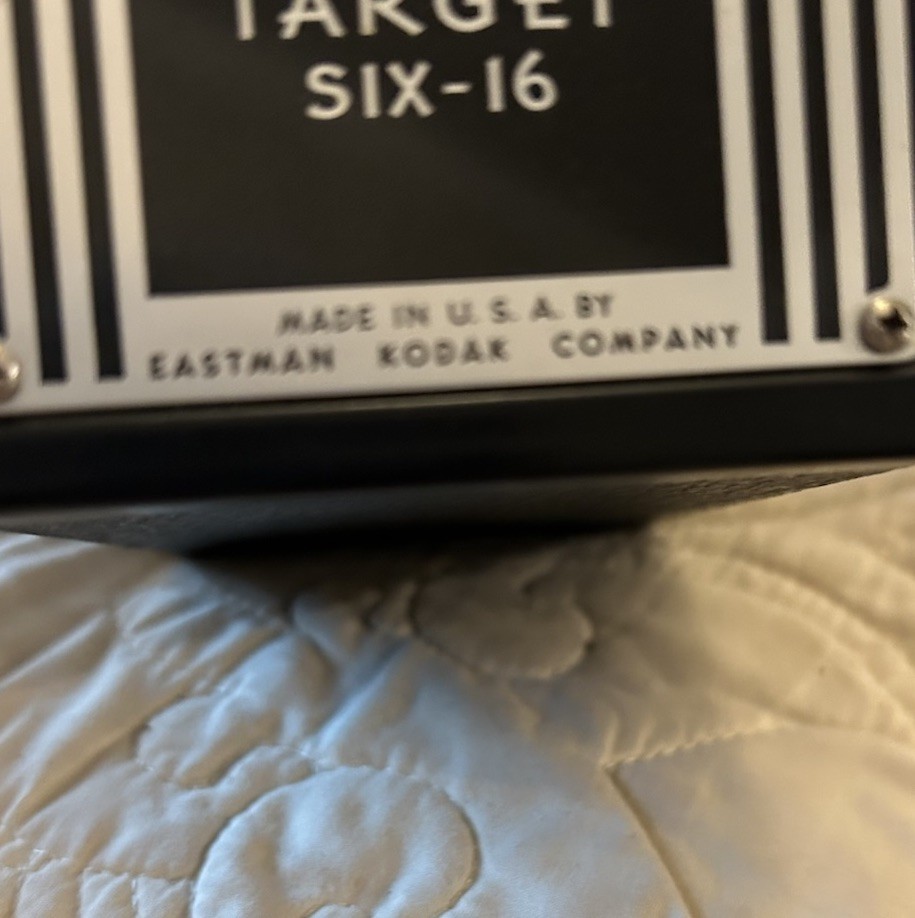 TARGET
SIX-16
MADE IN U. S. A. BY
EASTMAN KODAK COMPANY